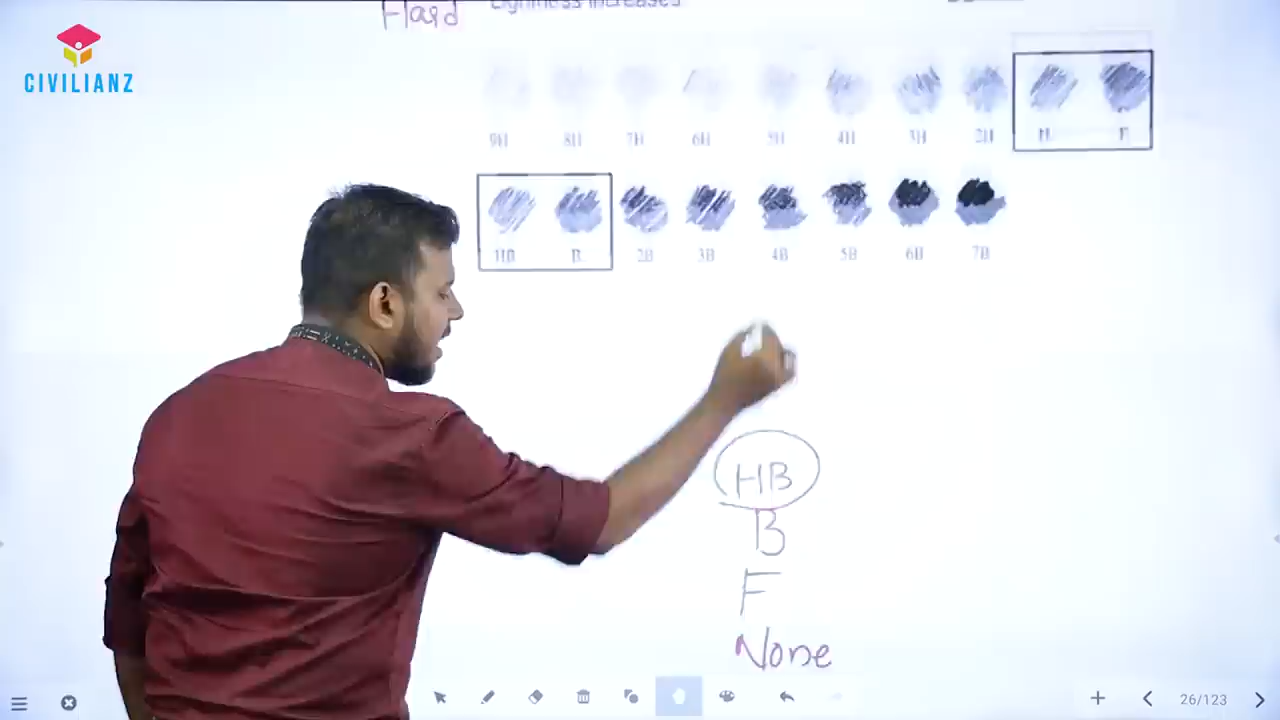 Hard Lightness Increases
CIVILIANZ
9H 8H 7H 6H 5H 4H 3H 2H H F
HB B 2B 3B 4B 5B 6B 7B
HB
B
F
None
26/123